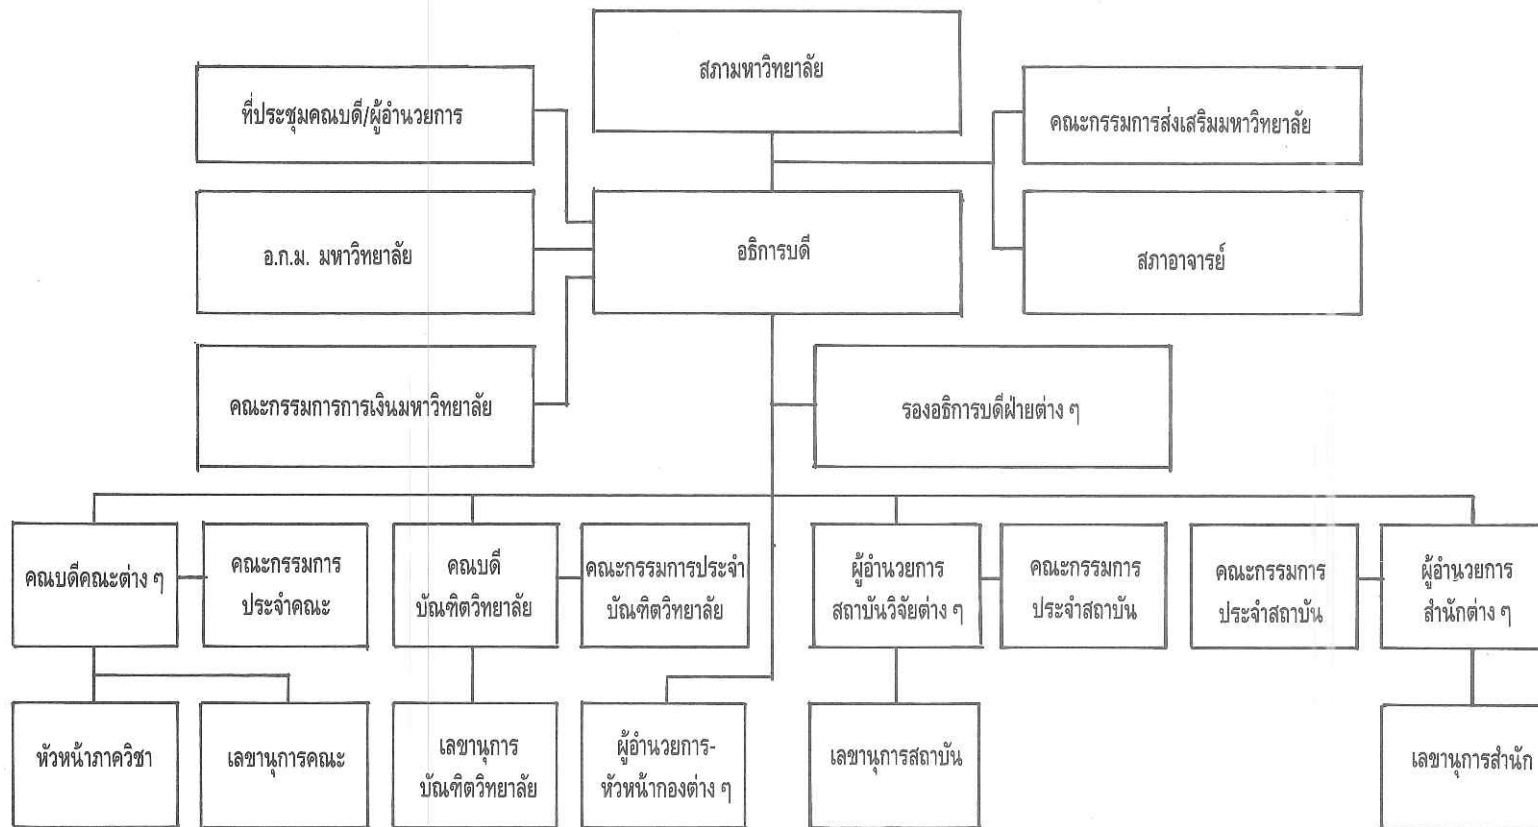 สภามหาวิทยาลัย
ที่ประชุมคณบดี/ผู้อำนวยการ
คณะกรรมการส่งเสริมมหาวิทยาลัย
อ.ก.ม. มหาวิทยาลัย
อธิการบดี
สภาอาจารย์
คณะกรรมการการเงินมหาวิทยาลัย
รองอธิการบดีฝ่ายต่าง ๆ
คณบดีคณะต่าง ๆ
คณะกรรมการ
ประจำคณะ
คณบดี
บัณฑิตวิทยาลัย
คณะกรรมการประจำ
บัณฑิตวิทยาลัย
ผู้อำนวยการ
สถาบันวิจัยต่าง ๆ
คณะกรรมการ
ประจำสถาบัน
คณะกรรมการ
ประจำสถาบัน
ผู้อำนวยการ
สำนักต่าง ๆ
หัวหน้าภาควิชา
เลขานุการคณะ
เลขานุการ
บัณฑิตวิทยาลัย
ผู้อำนวยการ-
หัวหน้ากองต่าง ๆ
เลขานุการสถาบัน
เลขานุการสำนัก